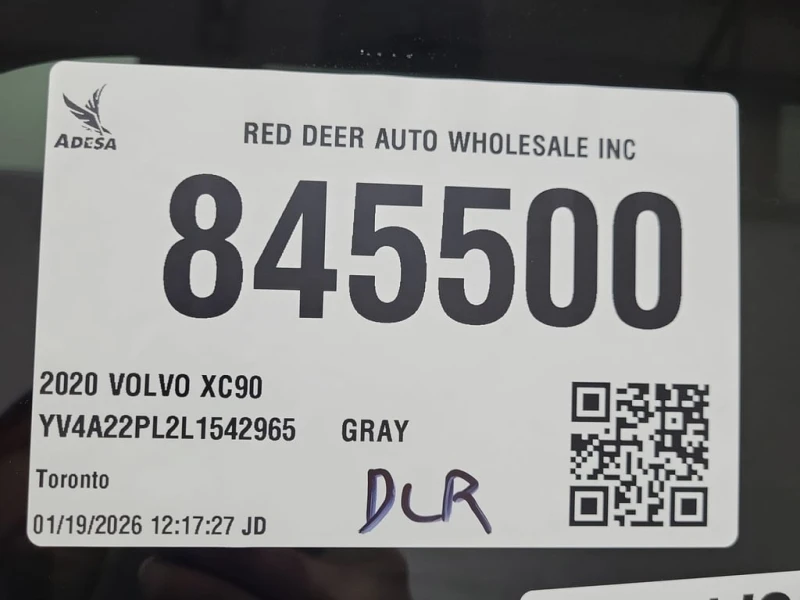 ADESA
RED DEER AUTO WHOLESALE INC
845500
2020 VOLVO XC90
YV4A22PL2L1542965 GRAY
Toronto
DLR
01/19/2026 12:17:27 JD